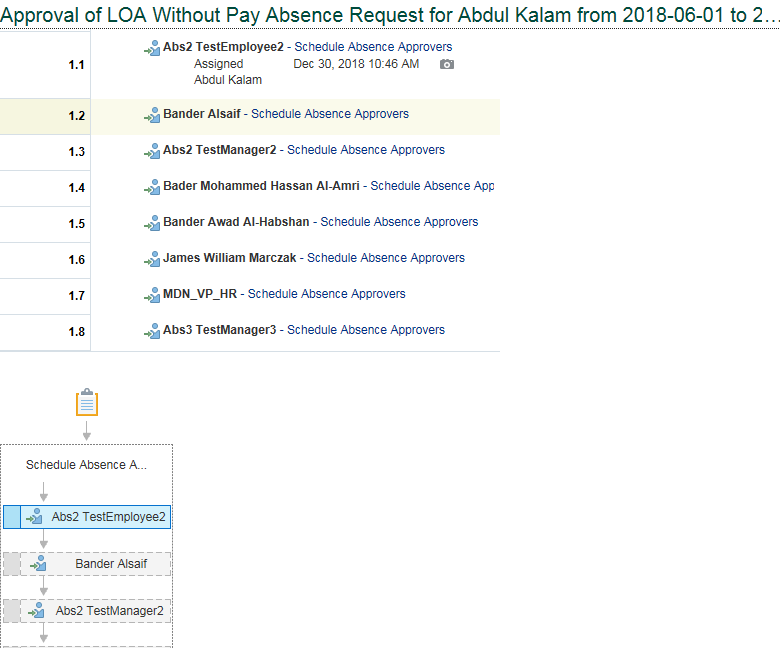 Approval of LOA Without Pay Absence Request for Abdul Kalam from 2018-06-01 to 2...
1.1 Abs2 TestEmployee2 - Schedule Absence Approvers
Assigned Dec 30, 2018 10:46 AM
Abdul Kalam
1.2 Bander Alsaif - Schedule Absence Approvers
1.3 Abs2 TestManager2 - Schedule Absence Approvers
1.4 Bader Mohammed Hassan Al-Amri - Schedule Absence App
1.5 Bander Awad Al-Habshan - Schedule Absence Approvers
1.6 James William Marczak - Schedule Absence Approvers
1.7 MDN_VP_HR - Schedule Absence Approvers
1.8 Abs3 TestManager3 - Schedule Absence Approvers
Schedule Absence A...
Abs2 TestEmployee2
Bander Alsaif
Abs2 TestManager2